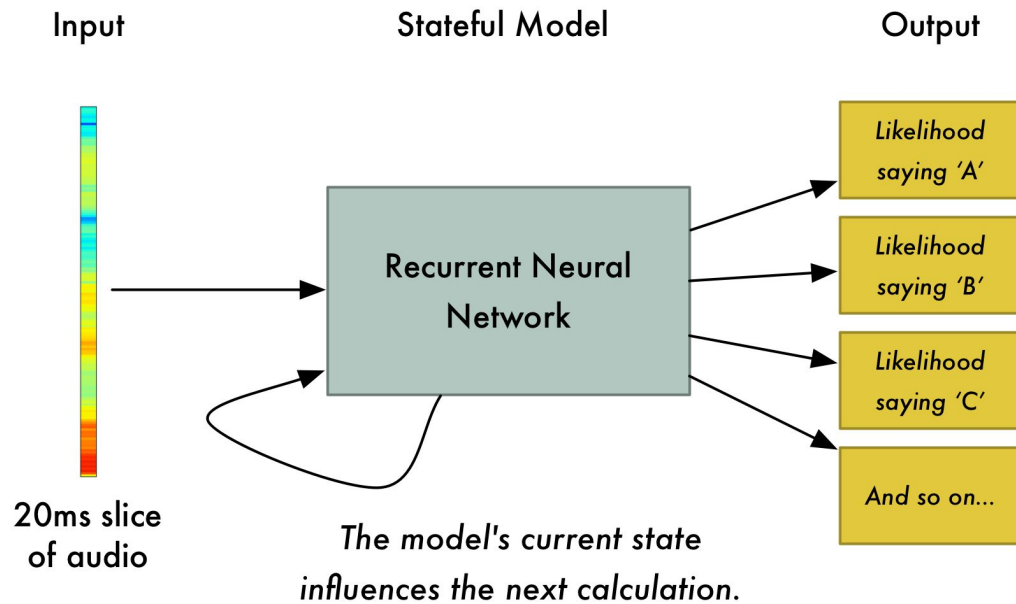 Input
Stateful Model
Output
Recurrent Neural
Network
Likelihood
saying ‘A’
Likelihood
saying ‘B’
Likelihood
saying ‘C’
And so on...
20ms slice
of audio
The model's current state
influences the next calculation.